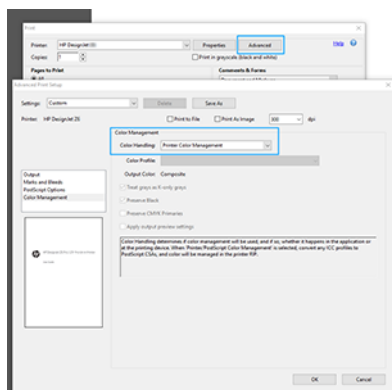 Print
Printer: HP DesignJet Z6 Properties Advanced Help
Copies: 1 Print in grayscale (black and white)
Pages to Print Comments & Forms
Advanced Print Setup
Settings: Custom Delete Save As
Printer: HP DesignJet Z6 Print to File Print As Image 300 dpi
Color Management
Color Handling: Printer Color Management
Color Profile:
Output Output Color: Composite
Marks and Bleeds Treat grays as K-only grays
PostScript Options
Color Management Preserve Black
Preserve CMYK Primaries
Apply output preview settings
Color Handling determines if color management will be used, and if so, whether it happens in the application or
at the printing device. When 'Printer/PostScript Color Management' is selected, convert any ICC profiles to
PostScript CSAs, and color will be managed in the printer RIP.
OK Cancel